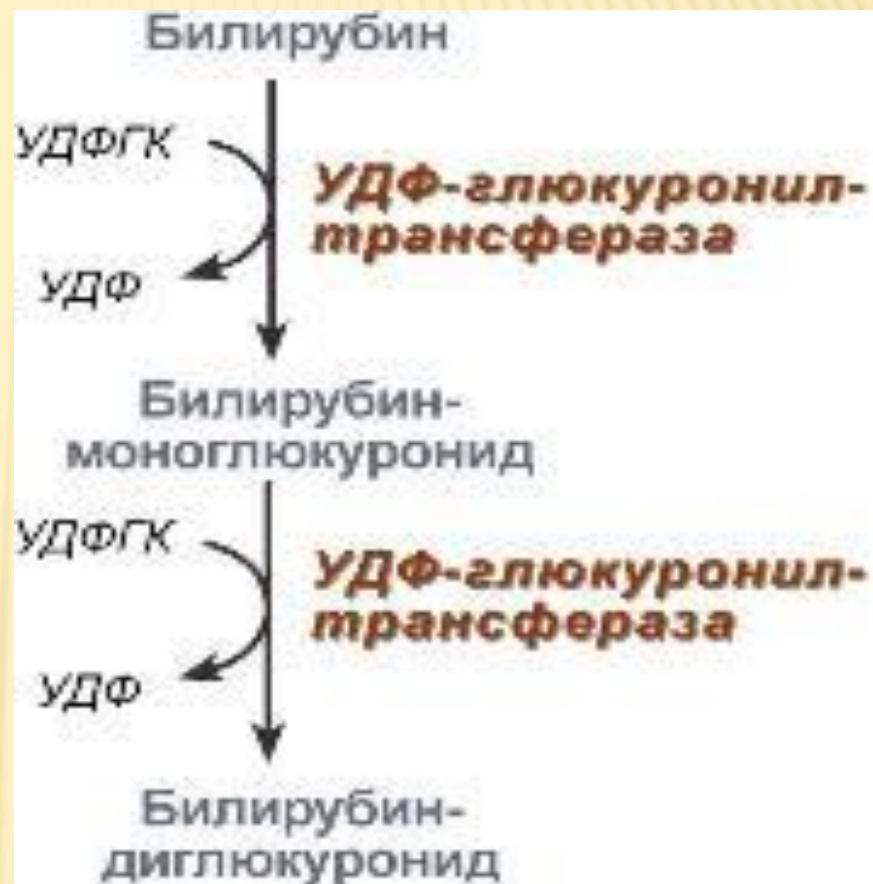 Билирубин
УДФГК
УДФ-глюкуронил-
трансфераза
УДФ
Билирубин-
моноглюкуронид
УДФГК
УДФ-глюкуронил-
трансфераза
УДФ
Билирубин-
диглюкуронид